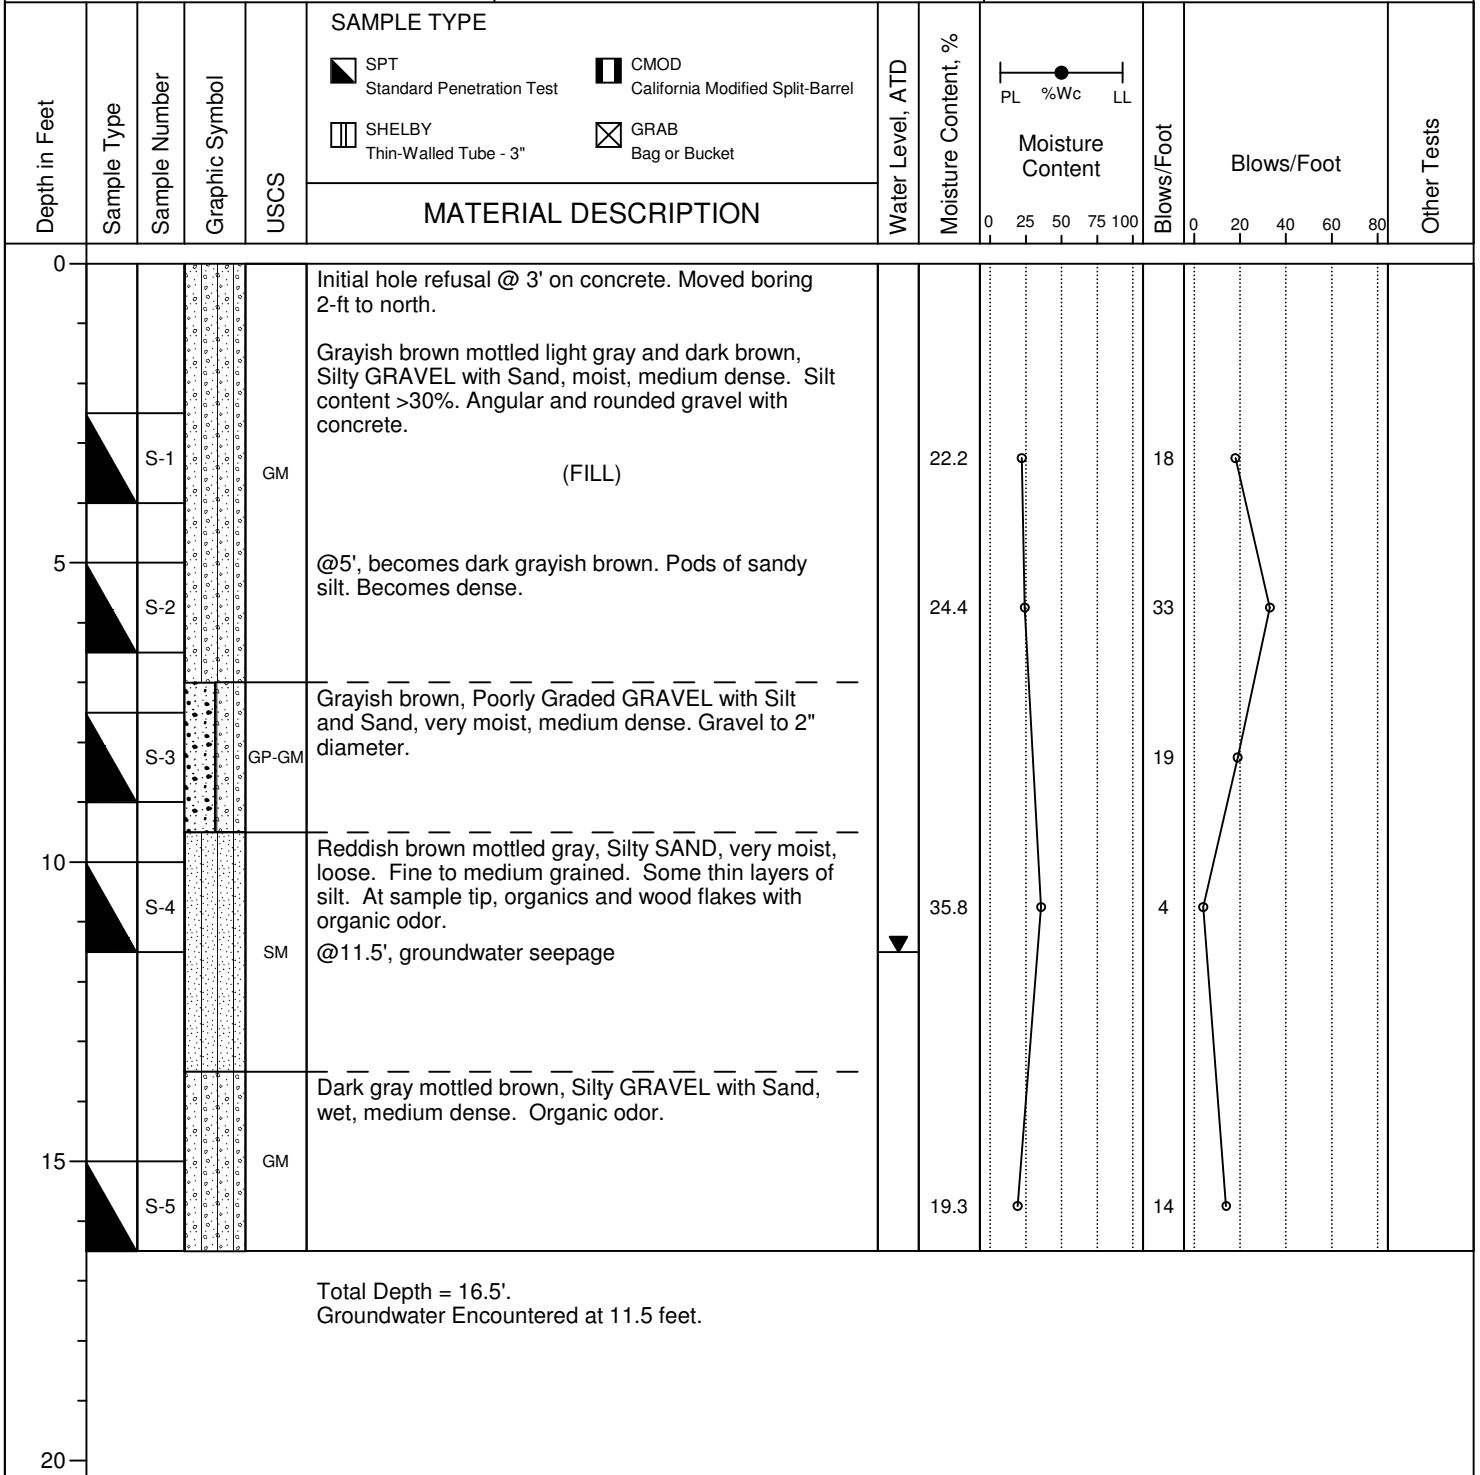 SAMPLE TYPE
SPT
Standard Penetration Test
CMOD
California Modified Split-Barrel
SHELBY
Thin-Walled Tube - 3"
GRAB
Bag or Bucket
Depth in Feet
Sample Type
Sample Number
Graphic Symbol
USCS
MATERIAL DESCRIPTION
Water Level, ATD
Moisture Content, %
PL %Wc LL
Moisture
Content
0 25 50 75 100
Blows/Foot
Blows/Foot
0 20 40 60 80
Other Tests
0
Initial hole refusal @ 3' on concrete. Moved boring
2-ft to north.
Grayish brown mottled light gray and dark brown,
Silty GRAVEL with Sand, moist, medium dense. Silt
content >30%. Angular and rounded gravel with
concrete.
S-1 GM (FILL) 22.2 18
5
@5', becomes dark grayish brown. Pods of sandy
silt. Becomes dense.
S-2 24.4 33
Grayish brown, Poorly Graded GRAVEL with Silt
and Sand, very moist, medium dense. Gravel to 2"
diameter.
S-3 GP-GM 19
10
Reddish brown mottled gray, Silty SAND, very moist,
loose. Fine to medium grained. Some thin layers of
silt. At sample tip, organics and wood flakes with
organic odor.
S-4 35.8 4
SM @11.5', groundwater seepage
Dark gray mottled brown, Silty GRAVEL with Sand,
wet, medium dense. Organic odor.
15 GM
S-5 19.3 14
Total Depth = 16.5'.
Groundwater Encountered at 11.5 feet.
20